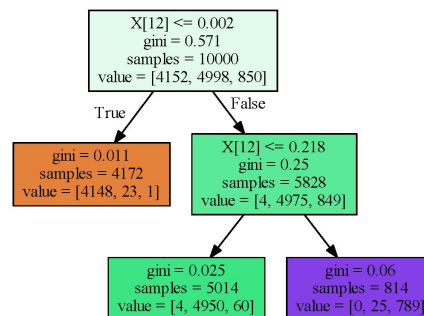 X[12] <= 0.002
gini = 0.571
samples = 10000
value = [4152, 4998, 850]
True
False
gini = 0.011
samples = 4172
value = [4148, 23, 1]
X[12] <= 0.218
gini = 0.25
samples = 5828
value = [4, 4975, 849]
gini = 0.025
samples = 5014
value = [4, 4950, 60]
gini = 0.06
samples = 814
value = [0, 25, 789]